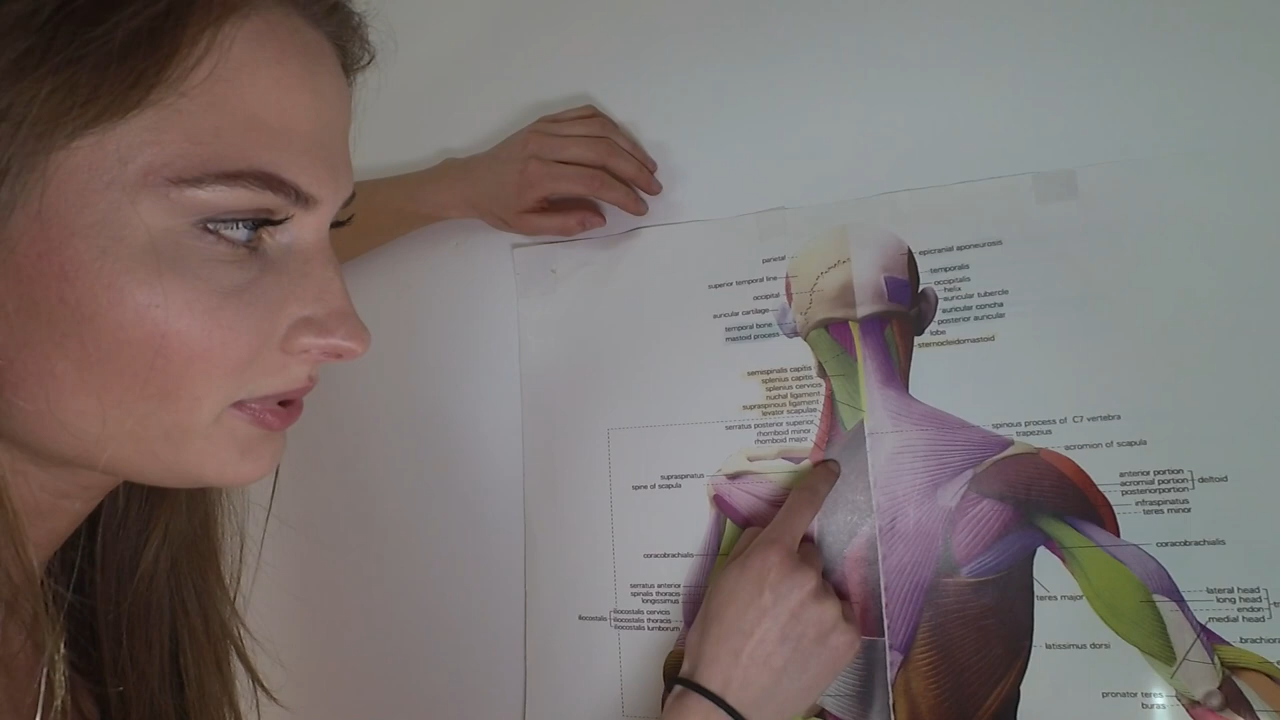 parietal
superior temporal line
occipital
auricular cartilage
temporal bone
mastoid process
semispinalis capitis
splenius capitis
splenius cervicis
nuchal ligament
supraspinous ligament
levator scapulae
serratus posterior superior
rhomboid minor
rhomboid major
supraspinatus
spine of scapula
coracobrachialis
serratus anterior
spinalis thoracis
longissimus
iliocostalis
iliocostalis cervicis
iliocostalis thoracis
iliocostalis lumborum
epicranial aponeurosis
temporalis
occipitalis
helix
auricular tubercle
auricular concha
posterior auricular
lobe
sternocleidomastoid
spinous process of C7 vertebra
trapezius
acromion of scapula
anterior portion
acromial portion
posteriorportion
deltoid
infraspinatus
teres minor
coracobrachialis
teres major
lateral head
long head
medial head
latissimus dorsi
pronator teres